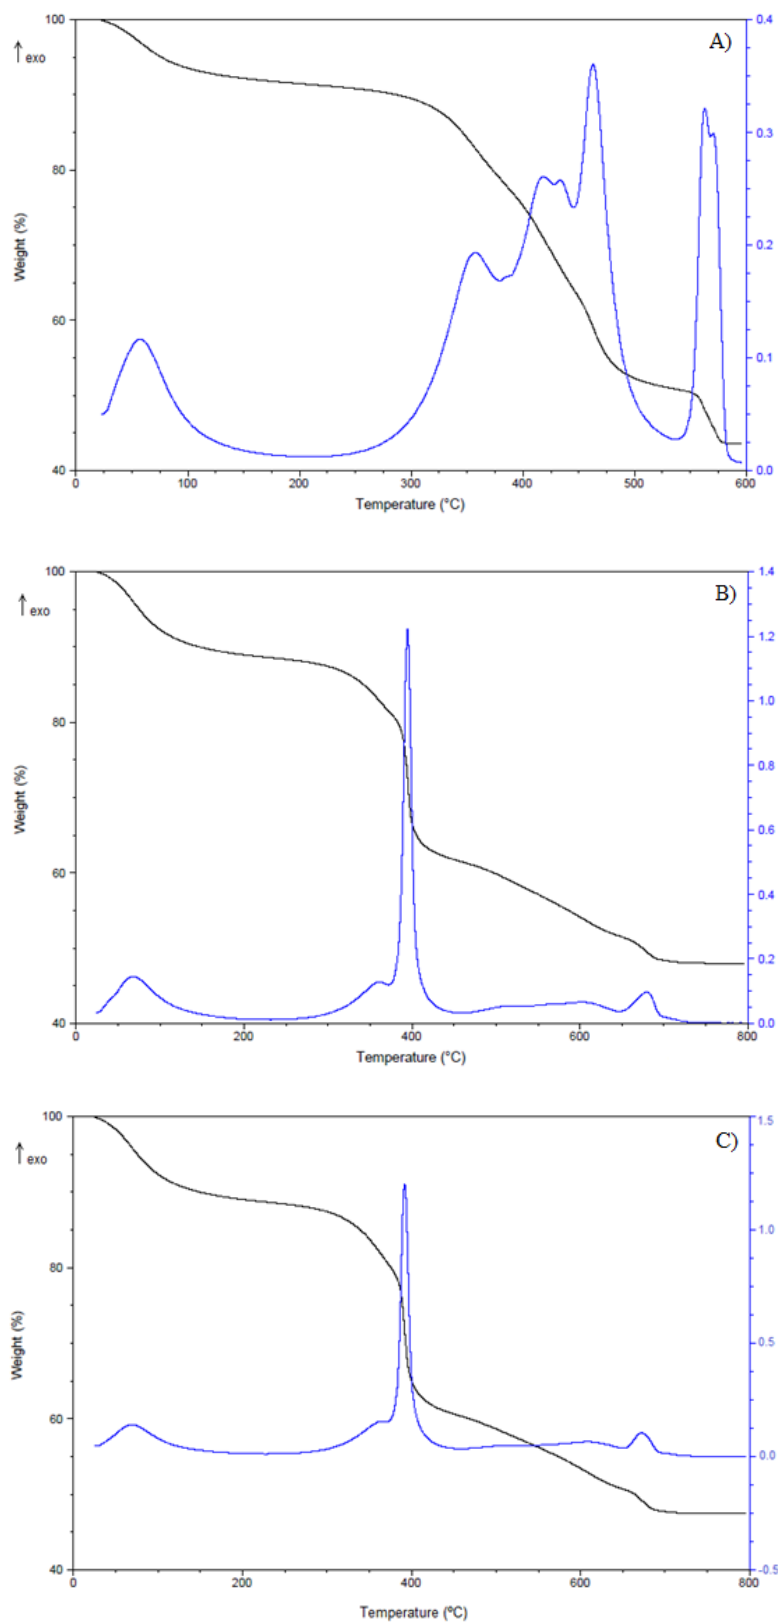 A)
↑ exo
Weight (%)
100
80
60
40
0.4
0.3
0.2
0.1
0.0
0 100 200 300 400 500 600
Temperature (°C)
B)
↑ exo
Weight (%)
100
80
60
40
1.4
1.2
1.0
0.8
0.6
0.4
0.2
0.0
0 200 400 600 800
Temperature (°C)
C)
↑ exo
Weight (%)
100
80
60
40
1.5
1.0
0.5
0.0
-0.5
0 200 400 600 800
Temperature (ºC)